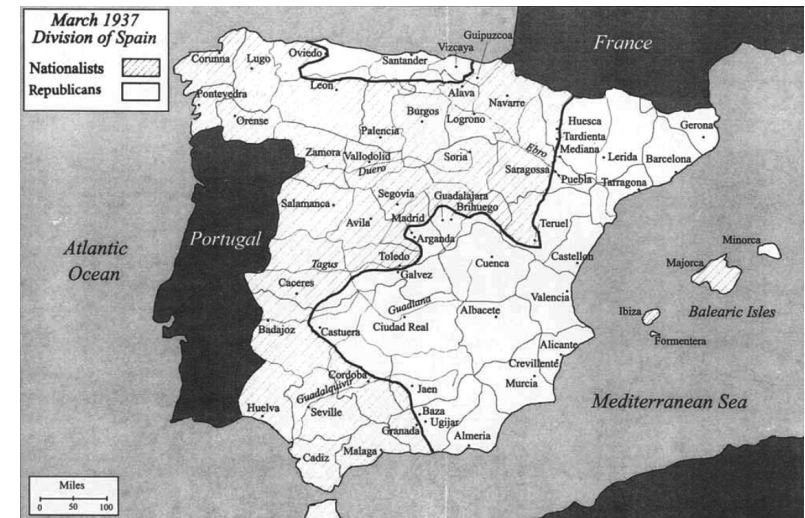 March 1937
Division of Spain
Nationalists
Republicans
France
Portugal
Atlantic
Ocean
Mediterranean Sea
Balearic Isles
Corunna
Lugo
Oviedo
Santander
Vizcaya
Guipuzcoa
Pontevedra
Orense
Leon
Alava
Navarre
Burgos
Logrono
Palencia
Huesca
Tardienta
Mediana
Gerona
Zamora
Valladolid
Duero
Soria
Ebro
Saragossa
Puebla
Lerida
Barcelona
Tarragona
Segovia
Salamanca
Avila
Madrid
Guadalajara
Brihuego
Arganda
Teruel
Toledo
Tagus
Galvez
Cuenca
Castellon
Minorca
Majorca
Caceres
Guadiana
Albacete
Valencia
Ibiza
Formentera
Badajoz
Castuera
Ciudad Real
Alicante
Crevillente
Cordoba
Guadalquivir
Jaen
Murcia
Huelva
Seville
Baza
Ugijar
Granada
Almeria
Cadiz
Malaga
Miles
0 50 100